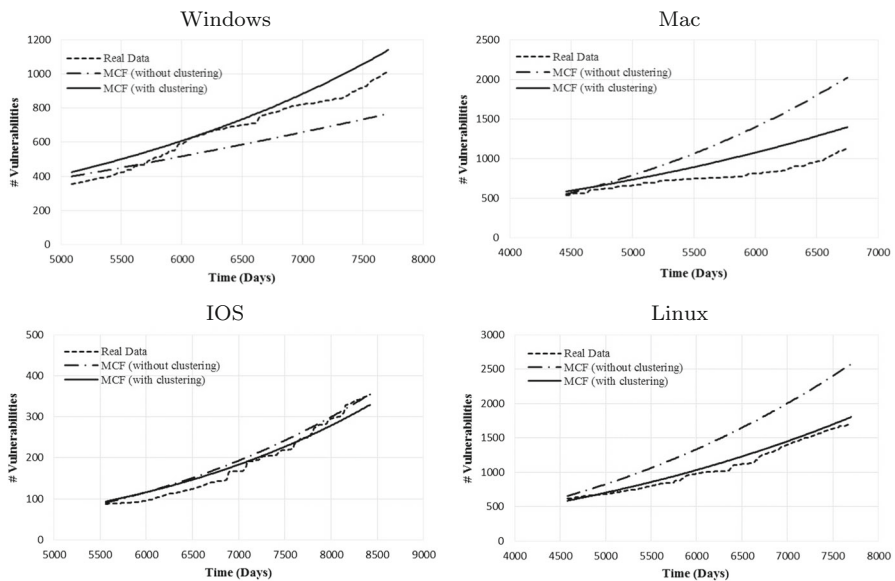 Windows
1200
1000
800
600
400
200
0
# Vulnerabilities
Real Data
MCF (without clustering)
MCF (with clustering)
5000 5500 6000 6500 7000 7500 8000
Time (Days)
Mac
2500
2000
1500
1000
500
0
# Vulnerabilities
Real Data
MCF (without clustering)
MCF (with clustering)
4000 4500 5000 5500 6000 6500 7000
Time (Days)
IOS
500
400
300
200
100
0
# Vulnerabilities
Real Data
MCF (without clustering)
MCF (with clustering)
5000 5500 6000 6500 7000 7500 8000 8500 9000
Time (Days)
Linux
3000
2500
2000
1500
1000
500
0
# Vulnerabilities
Real Data
MCF (without clustering)
MCF (with clustering)
4000 4500 5000 5500 6000 6500 7000 7500 8000
Time (Days)